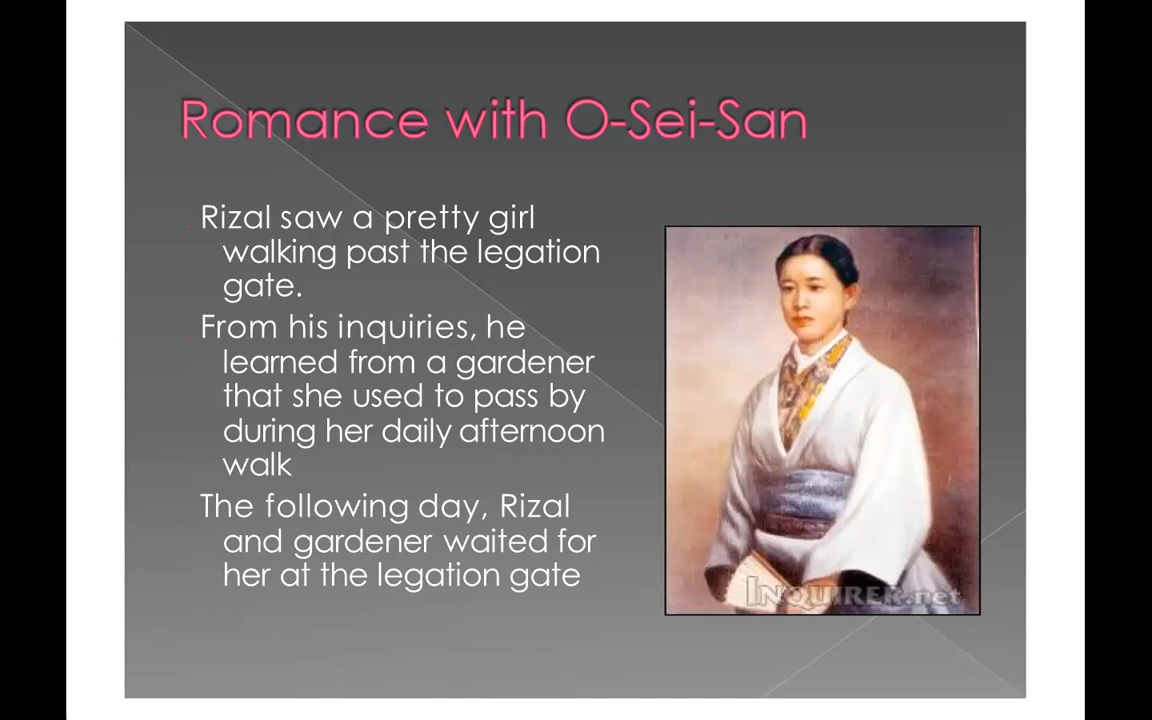 Romance with O-Sei-San
Rizal saw a pretty girl
walking past the legation
gate.
From his inquiries, he
learned from a gardener
that she used to pass by
during her daily afternoon
walk
The following day, Rizal
and gardener waited for
her at the legation gate
INQUIRER.net